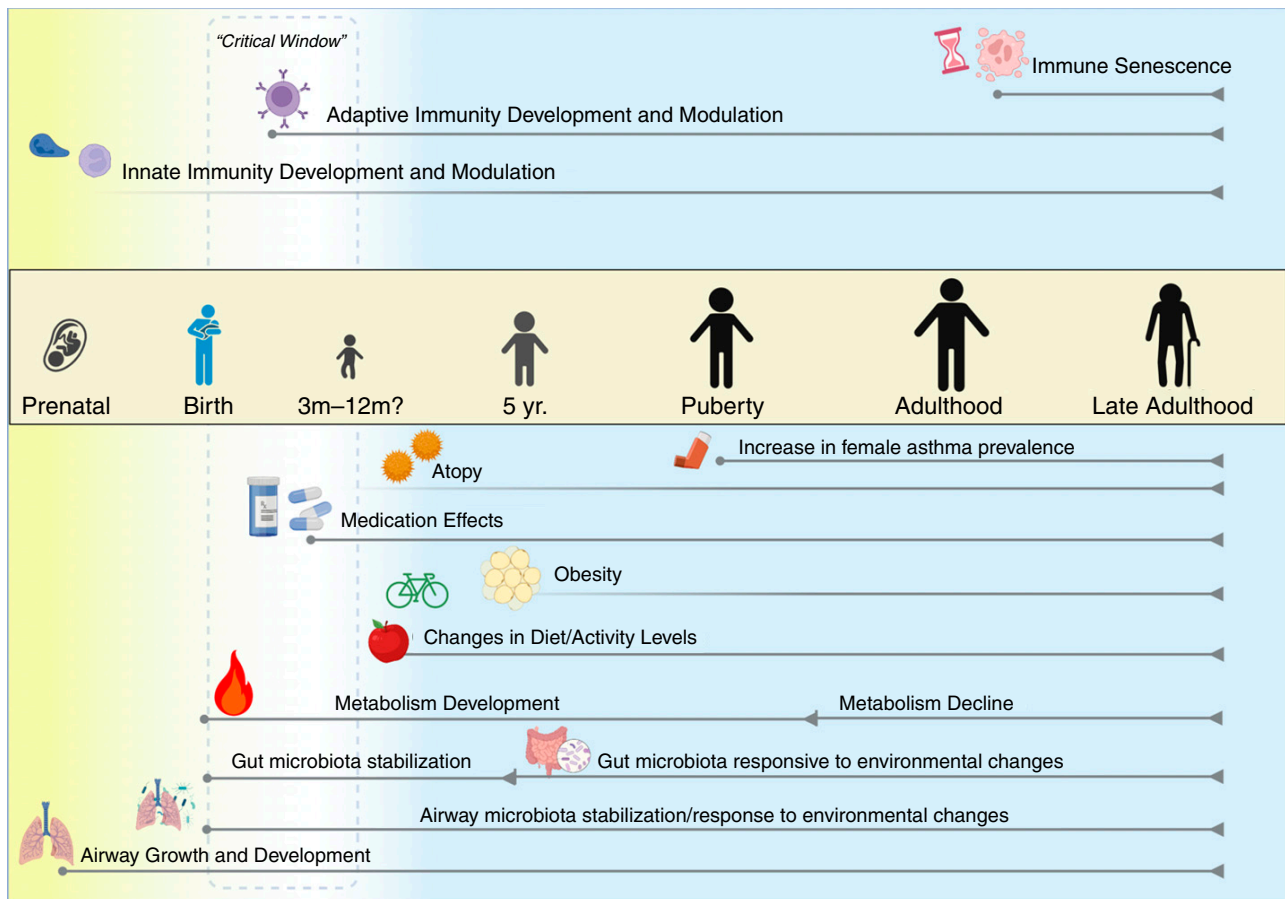 "Critical Window"
Immune Senescence
Adaptive Immunity Development and Modulation
Innate Immunity Development and Modulation
Prenatal
Birth
3m–12m?
5 yr.
Puberty
Adulthood
Late Adulthood
Increase in female asthma prevalence
Atopy
Medication Effects
Obesity
Changes in Diet/Activity Levels
Metabolism Development
Metabolism Decline
Gut microbiota stabilization
Gut microbiota responsive to environmental changes
Airway microbiota stabilization/response to environmental changes
Airway Growth and Development